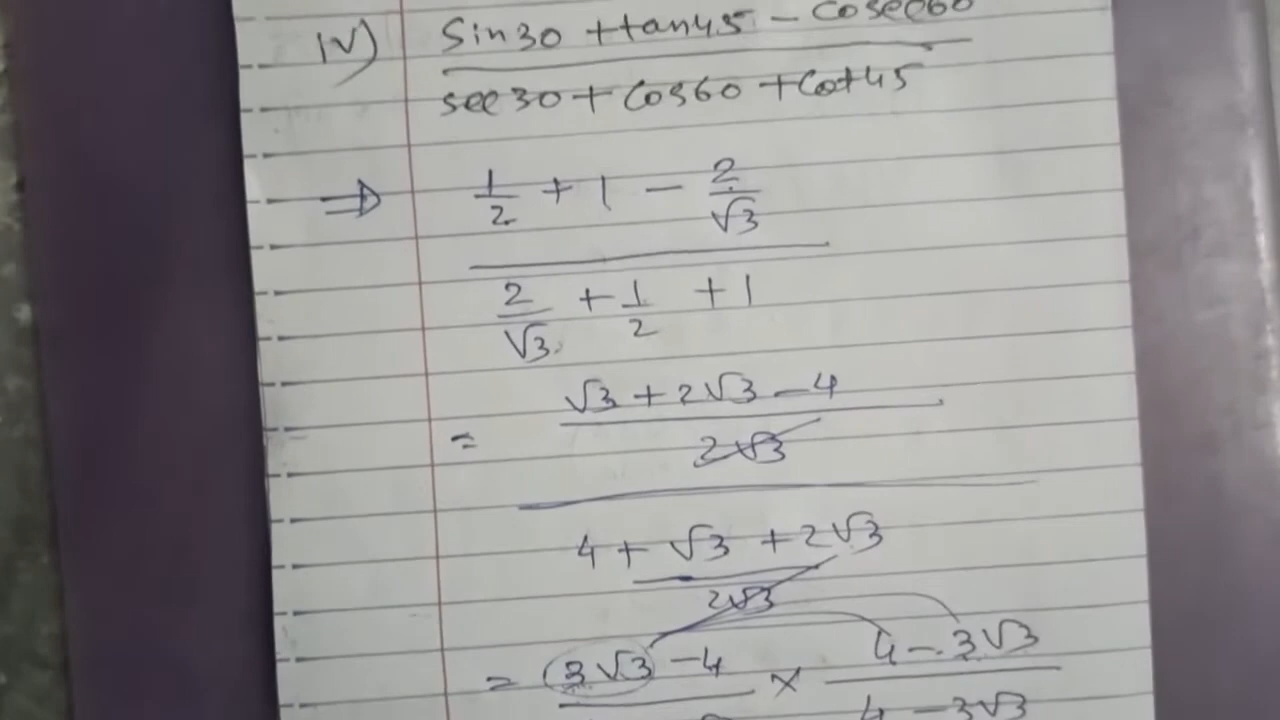 IV) Sin30 + tan45 - Cosec60
sec30 + Cos60 + Cot45
⇒ 1/2 + 1 - 2/√3
2/√3 + 1/2 + 1
= √3 + 2√3 - 4
2√3
4 + √3 + 2√3
2√3
= 3√3 - 4 × 4 - 3√3
4 - 3√3